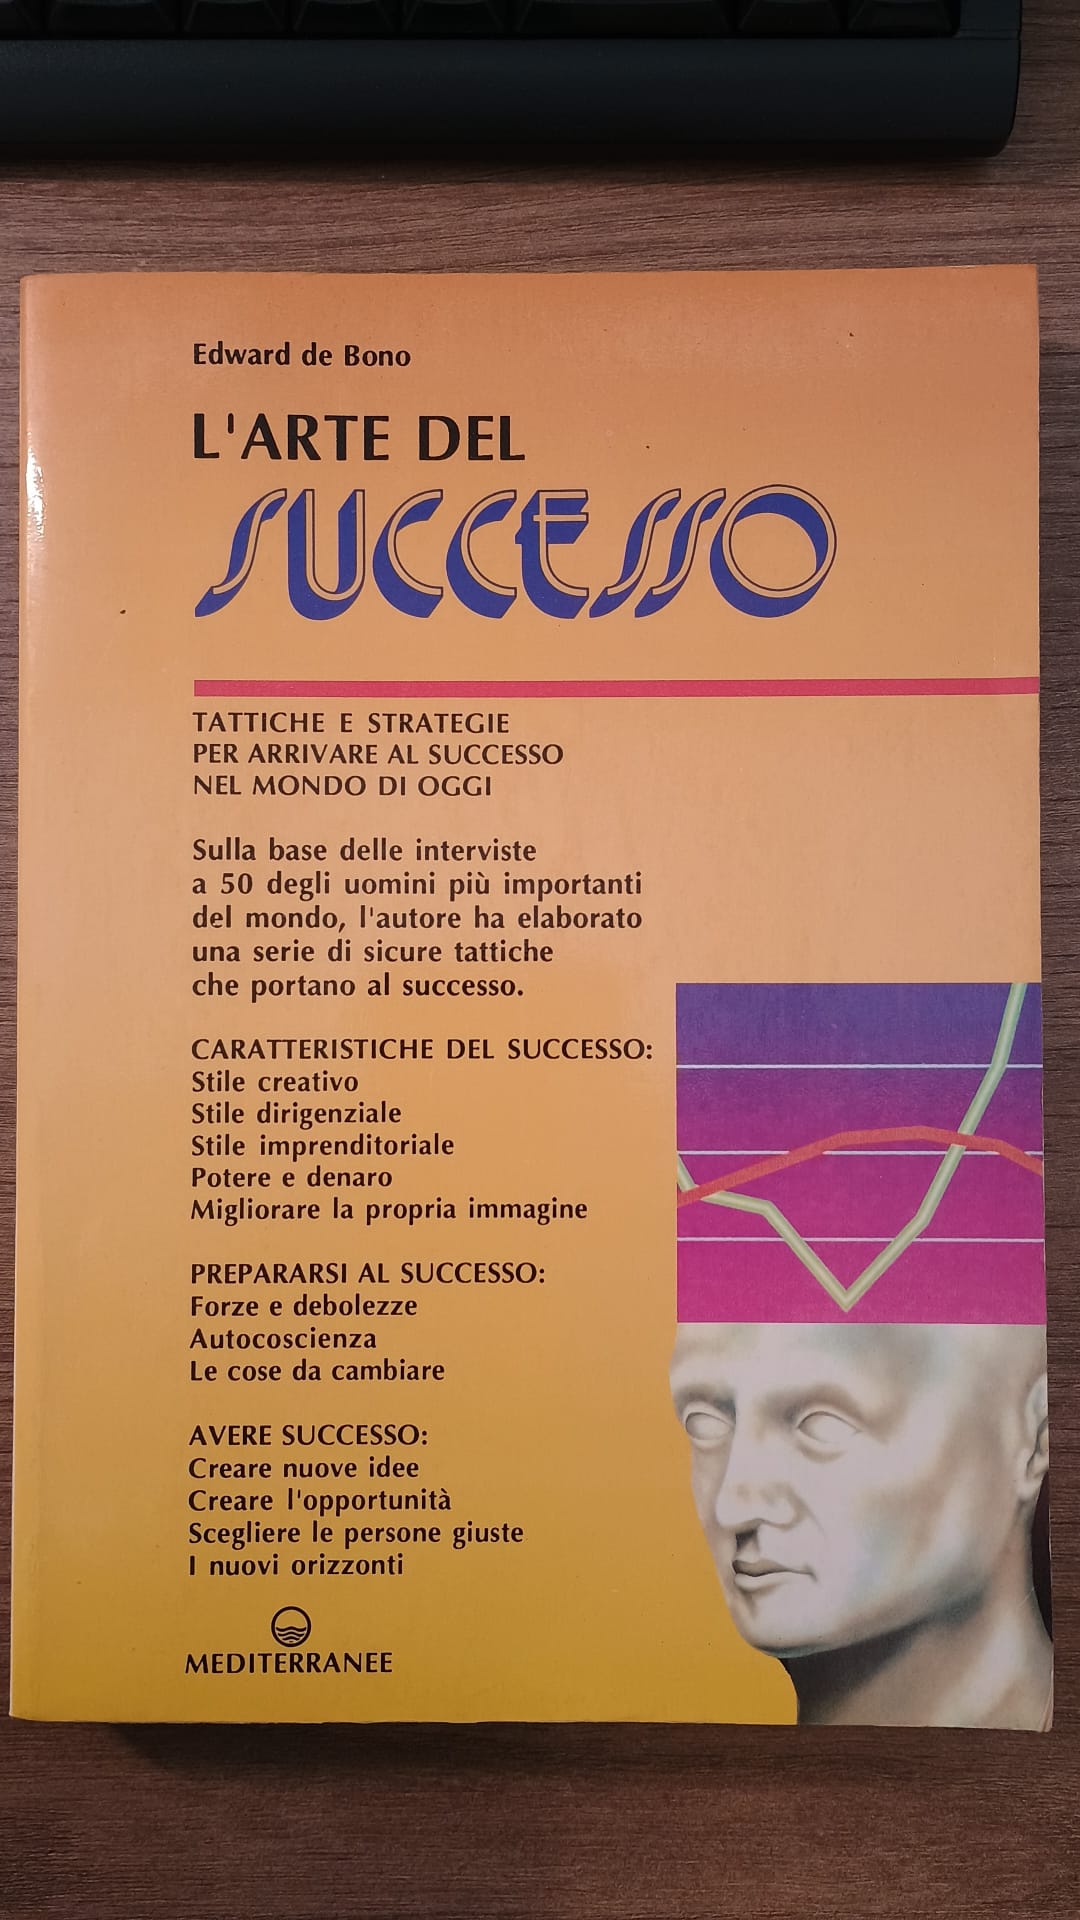 Edward de Bono
L'ARTE DEL
SUCCESSO
TATTICHE E STRATEGIE
PER ARRIVARE AL SUCCESSO
NEL MONDO DI OGGI
Sulla base delle interviste
a 50 degli uomini più importanti
del mondo, l'autore ha elaborato
una serie di sicure tattiche
che portano al successo.
CARATTERISTICHE DEL SUCCESSO:
Stile creativo
Stile dirigenziale
Stile imprenditoriale
Potere e denaro
Migliorare la propria immagine
PREPARARSI AL SUCCESSO:
Forze e debolezze
Autocoscienza
Le cose da cambiare
AVERE SUCCESSO:
Creare nuove idee
Creare l'opportunità
Scegliere le persone giuste
I nuovi orizzonti
MEDITERRANEE